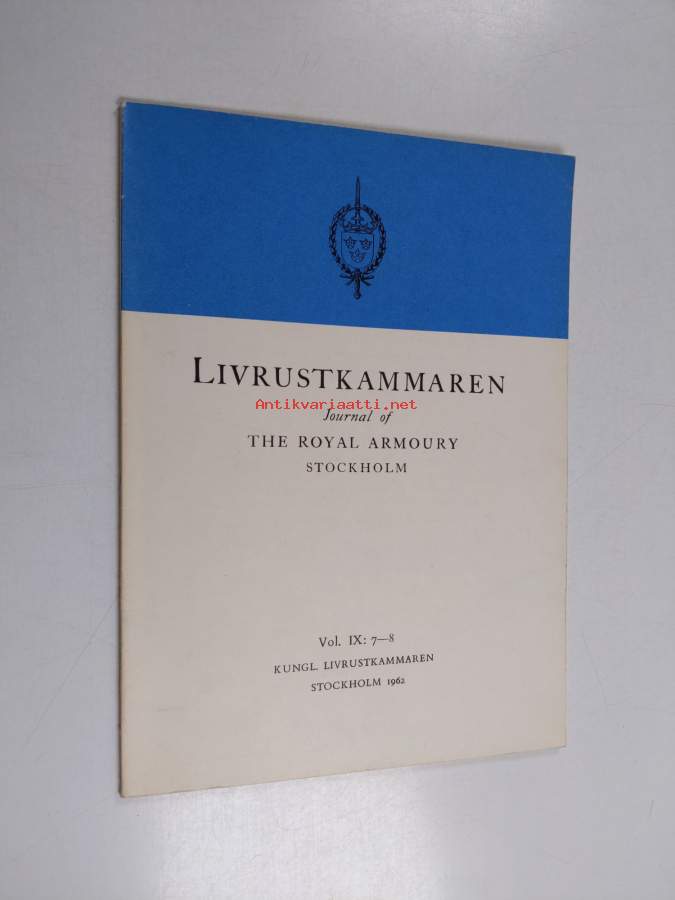 LIVRUSTKAMMAREN
Antikvariaatti.net
Journal of
THE ROYAL ARMOURY
STOCKHOLM
Vol. IX: 7—8
KUNGL. LIVRUSTKAMMAREN
STOCKHOLM 1962